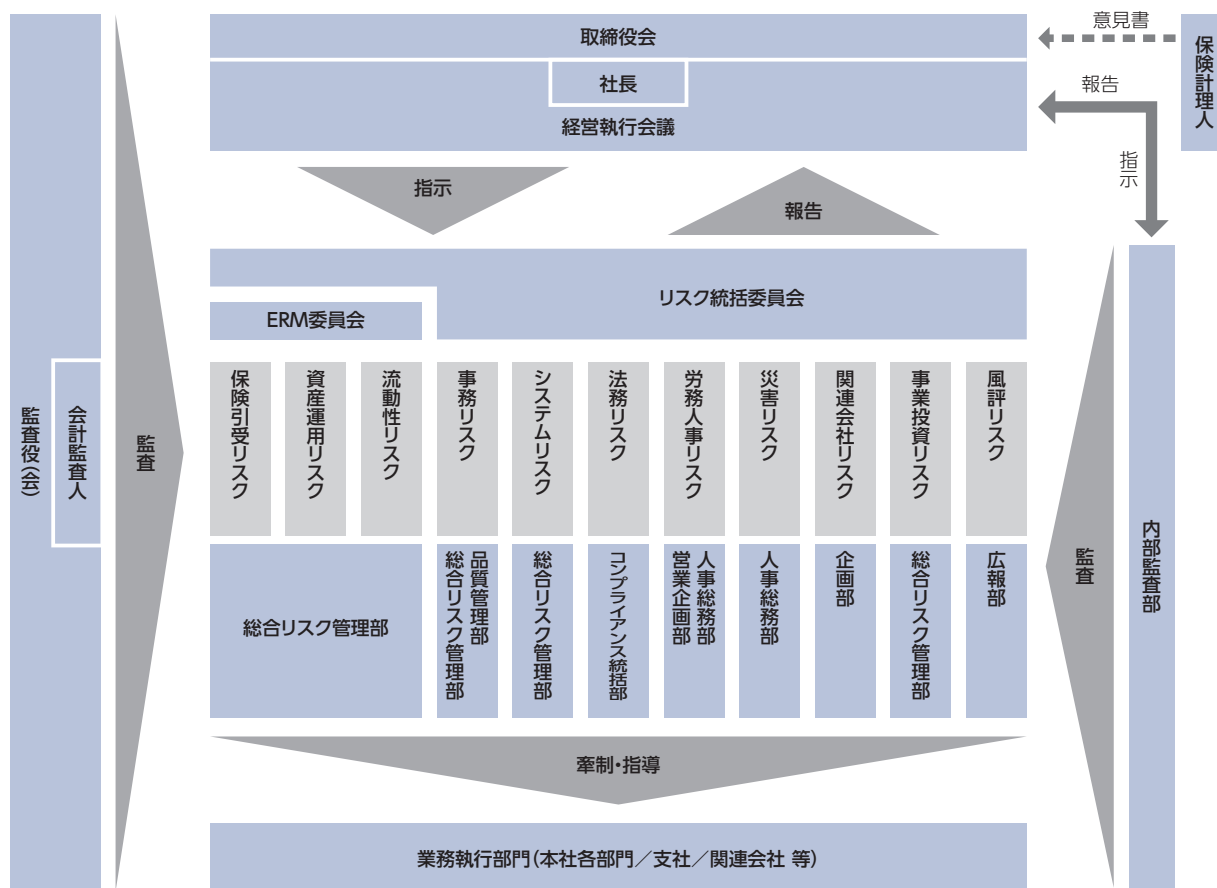 取締役会
社長
経営執行会議
意見書
保険計理人
報告
指示
指示
報告
リスク統括委員会
ERM委員会
監査役(会)
会計監査人
監査
保険引受リスク
資産運用リスク
流動性リスク
事務リスク
システムリスク
法務リスク
労務人事リスク
災害リスク
関連会社リスク
事業投資リスク
風評リスク
総合リスク管理部
品質管理部
総合リスク管理部
総合リスク管理部
コンプライアンス統括部
人事総務部
営業企画部
人事総務部
企画部
総合リスク管理部
広報部
監査
内部監査部
牽制・指導
業務執行部門(本社各部門／支社／関連会社 等)